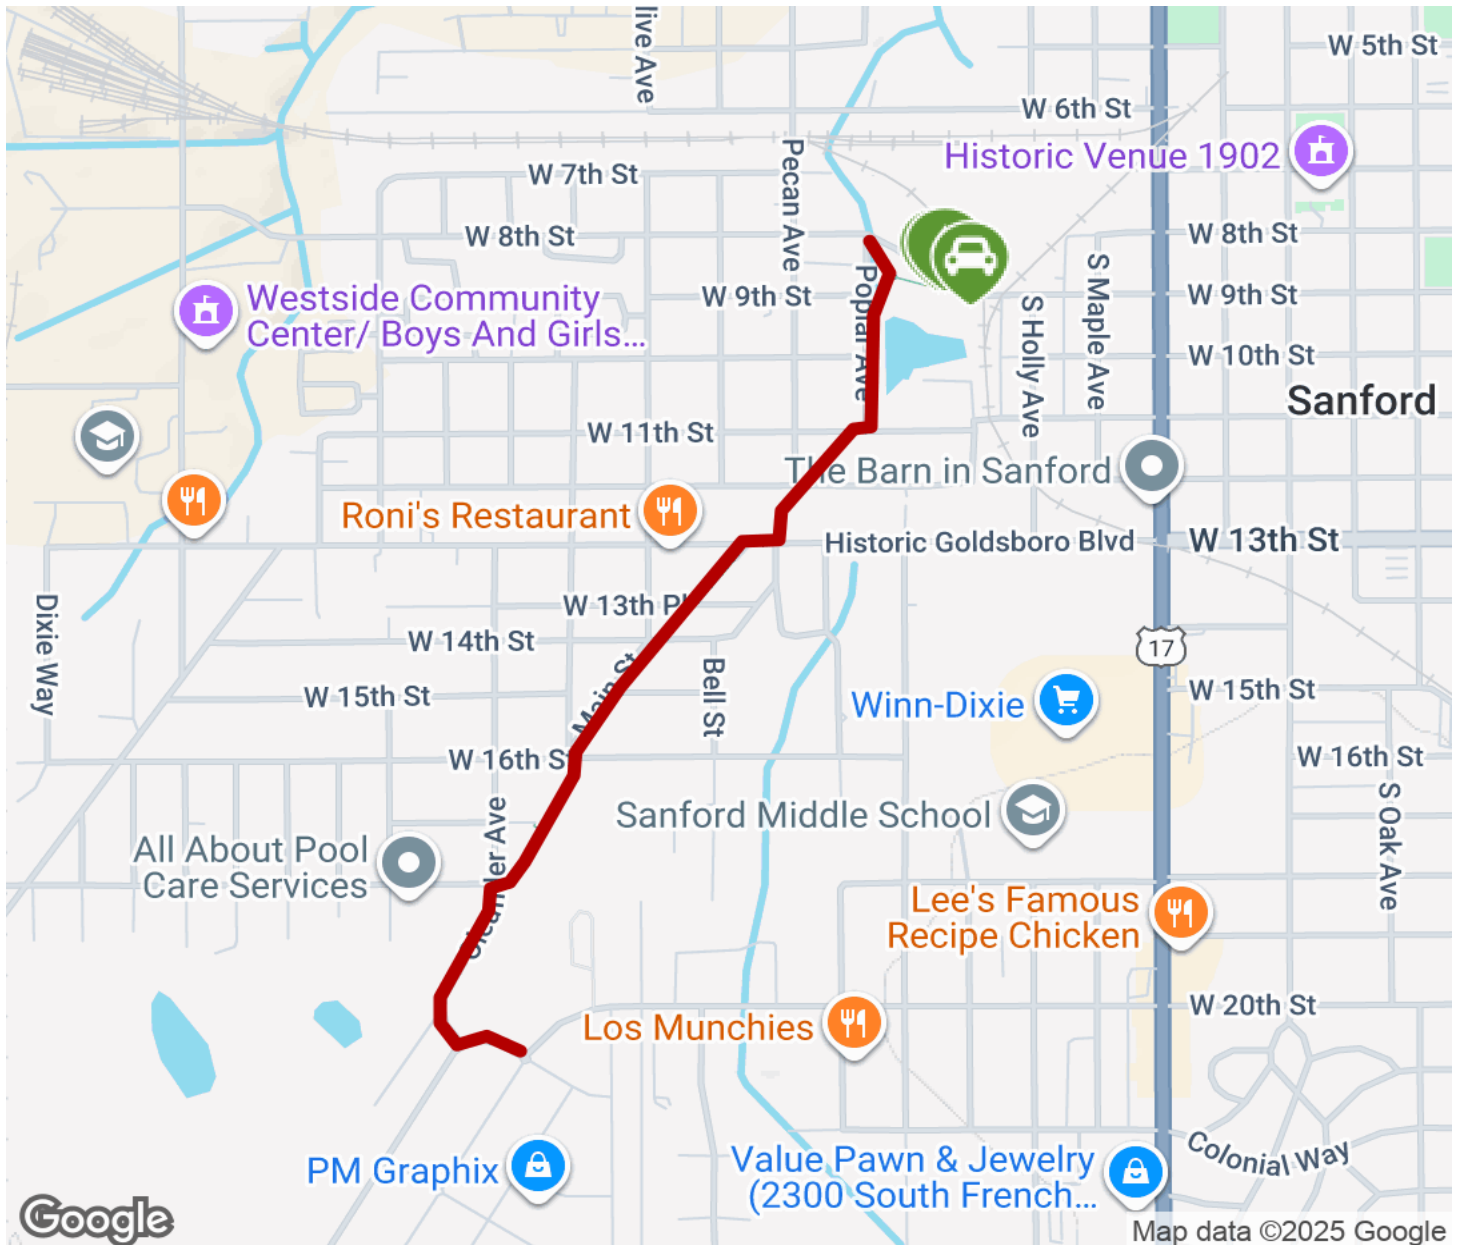 W 5th St
live Ave
W 6th St
Pecan Ave
Historic Venue 1902
W 7th St
W 8th St
W 8th St
S Maple Ave
Westside Community
Center/ Boys And Girls...
W 9th St
Poplar Ave
S Holly Ave
W 9th St
W 10th St
Sanford
W 11th St
The Barn in Sanford
Roni's Restaurant
Historic Goldsboro Blvd
W 13th St
Dixie Way
W 13th Pl
W 14th St
17
Main St
Bell St
W 15th St
W 15th St
Winn-Dixie
W 16th St
W 16th St
S Oak Ave
Sanford Middle School
All About Pool
Care Services
Lee's Famous
Recipe Chicken
W 20th St
Los Munchies
PM Graphix
Value Pawn & Jewelry
(2300 South French...
Colonial Way
Google
Map data ©2025 Google